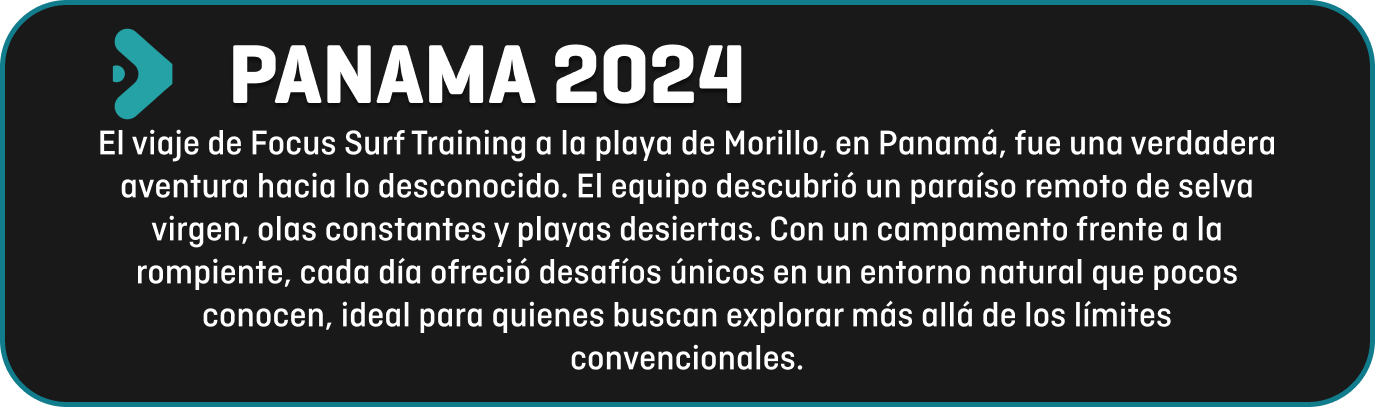 PANAMA 2024
El viaje de Focus Surf Training a la playa de Morillo, en Panamá, fue una verdadera
aventura hacia lo desconocido. El equipo descubrió un paraíso remoto de selva
virgen, olas constantes y playas desiertas. Con un campamento frente a la
rompiente, cada día ofreció desafíos únicos en un entorno natural que pocos
conocen, ideal para quienes buscan explorar más allá de los límites
convencionales.